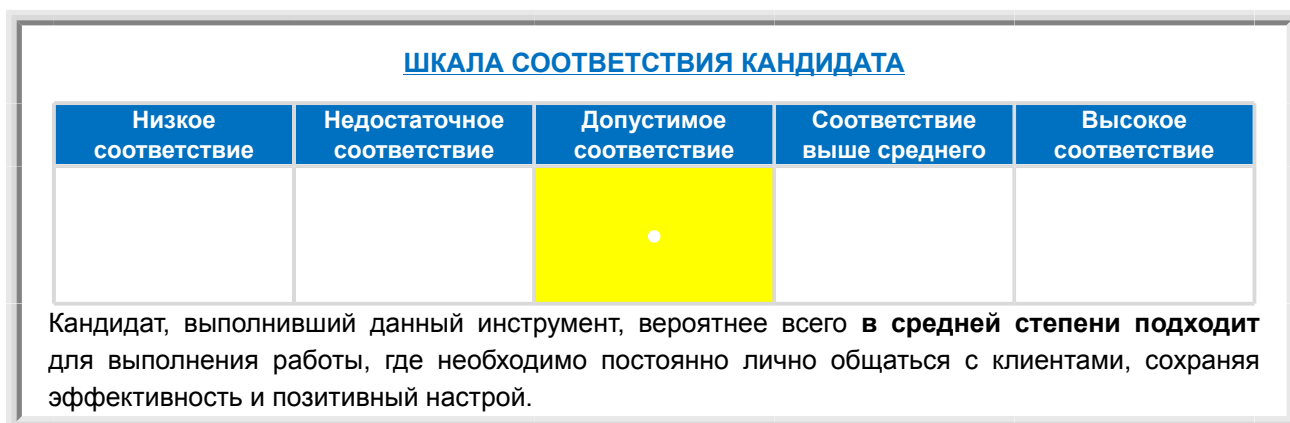 ШКАЛА СООТВЕТСТВИЯ КАНДИДАТА
Низкое соответствие
Недостаточное соответствие
Допустимое соответствие
Соответствие выше среднего
Высокое соответствие
Кандидат, выполнивший данный инструмент, вероятнее всего в средней степени подходит
для выполнения работы, где необходимо постоянно лично общаться с клиентами, сохраняя
эффективность и позитивный настрой.